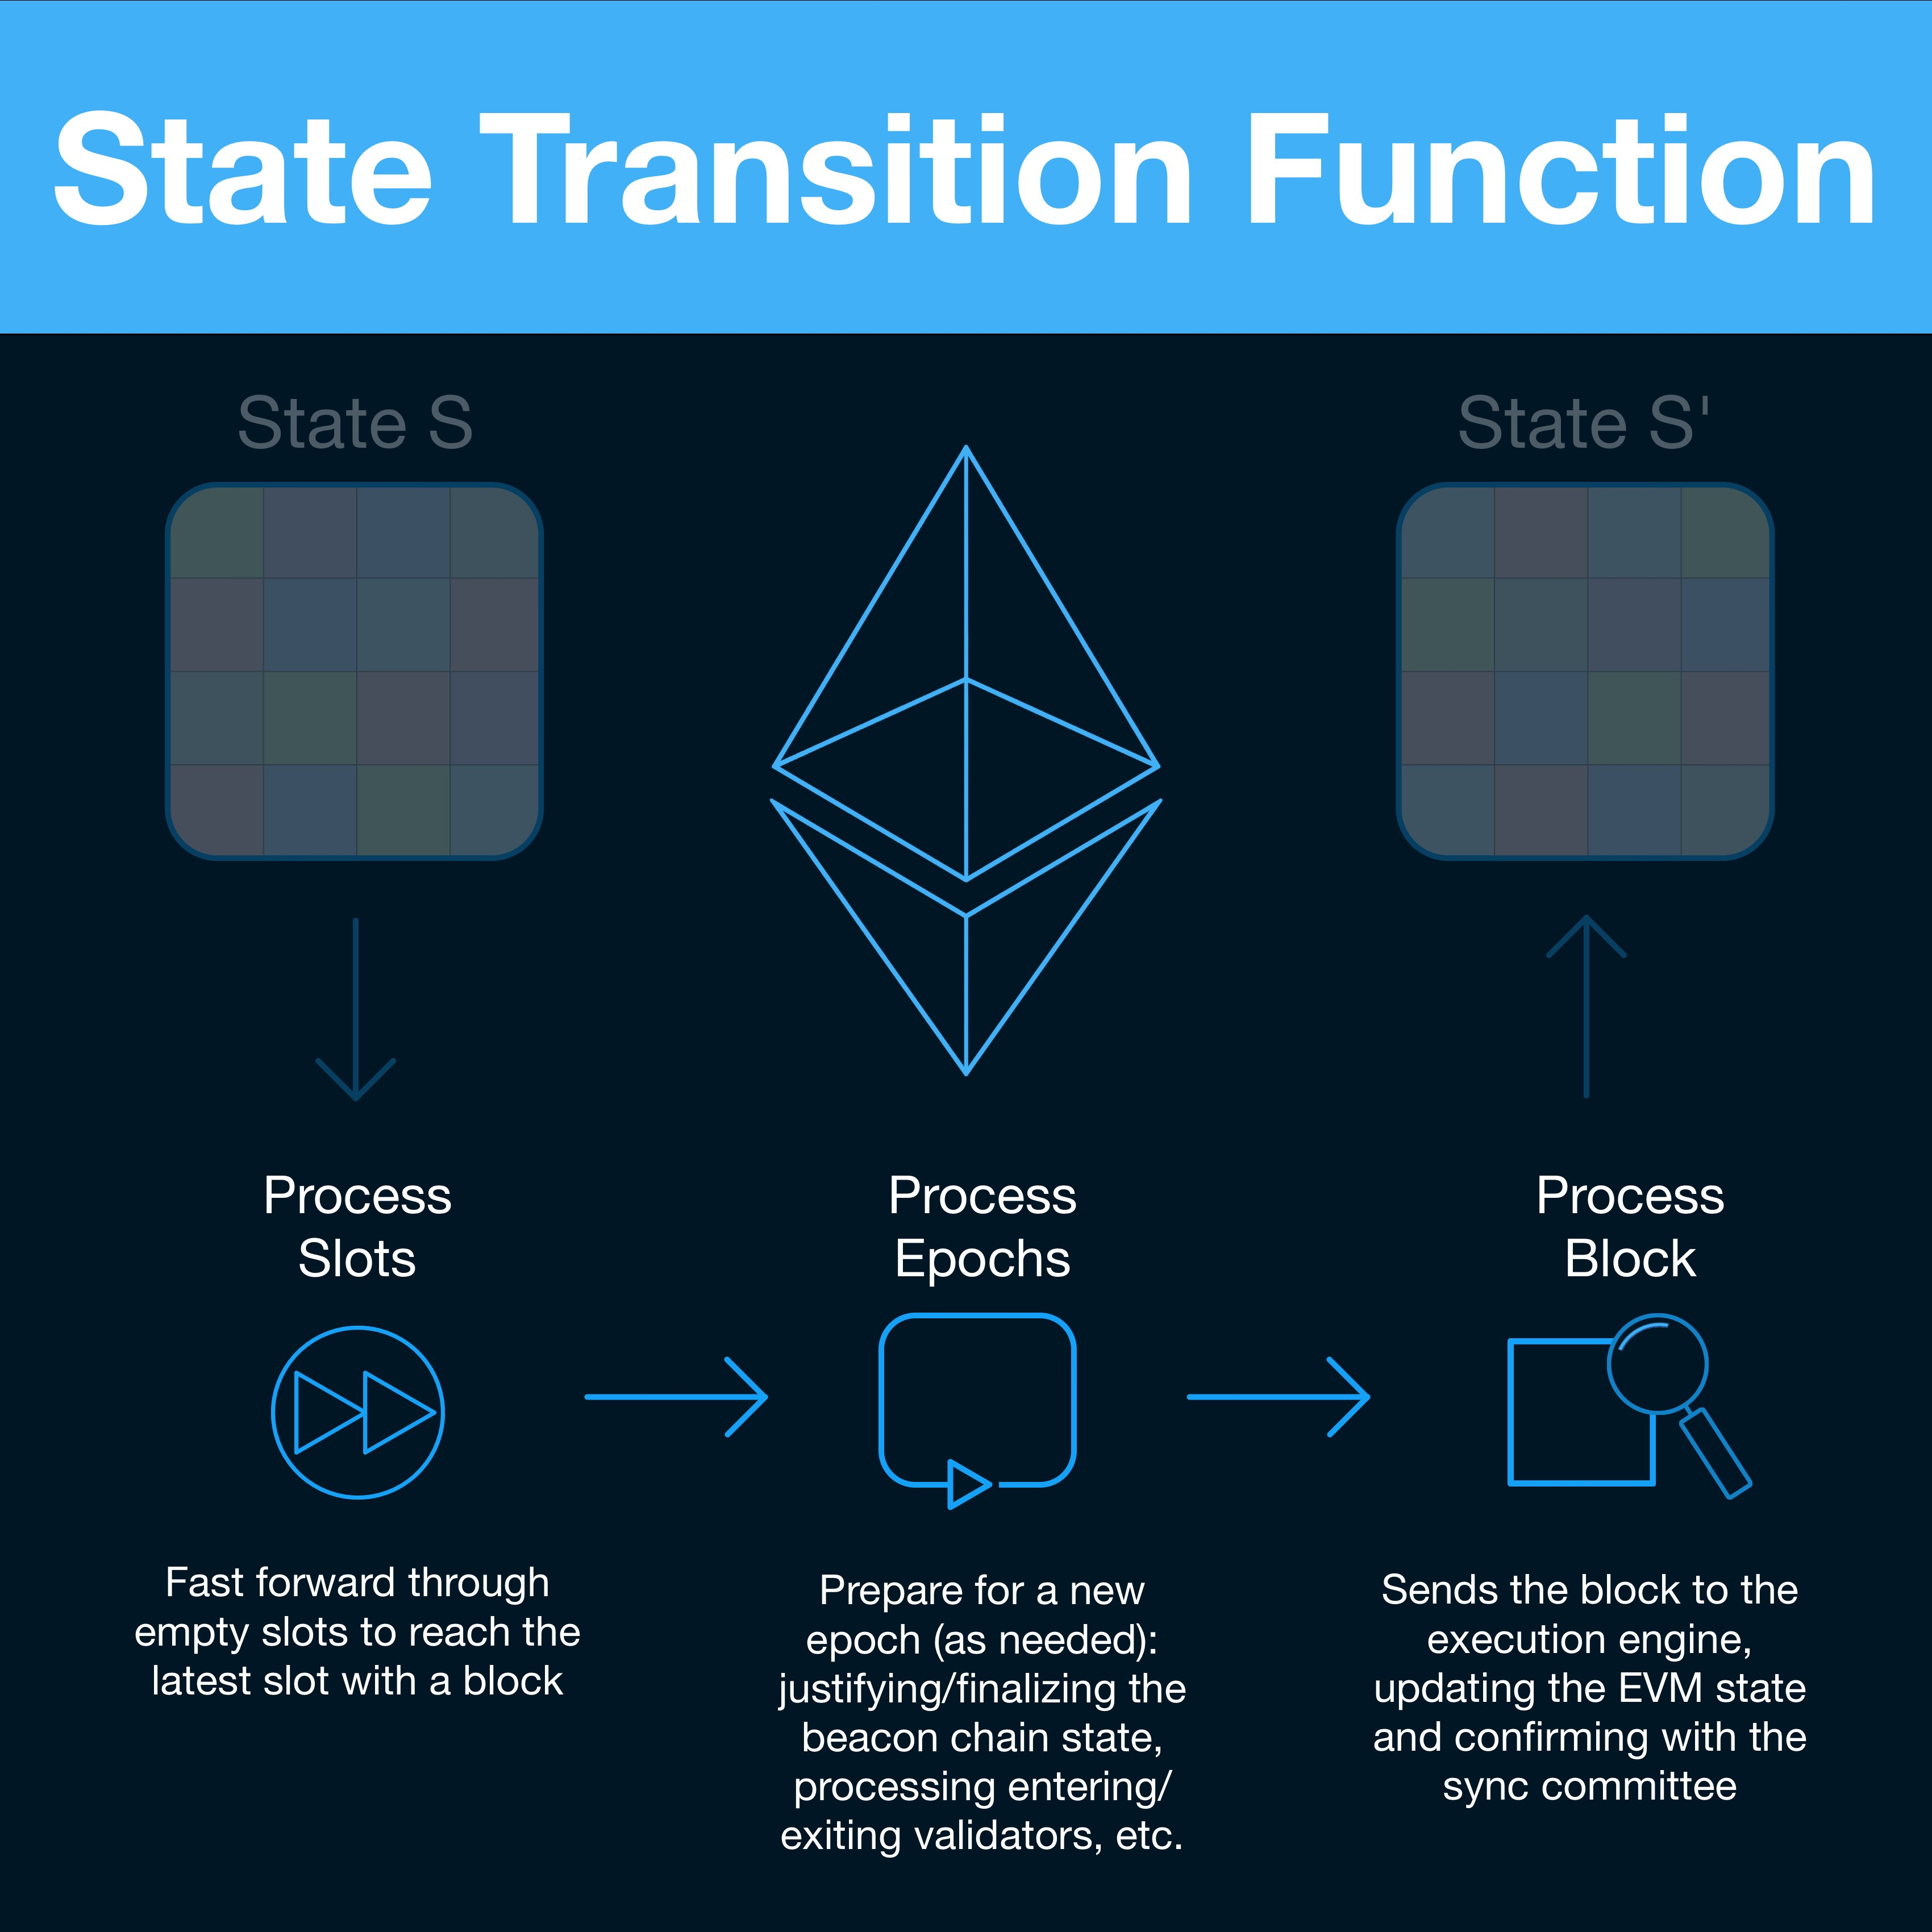 State Transition Function
State S
State S'
Process
Slots
Fast forward through
empty slots to reach the
latest slot with a block
Process
Epochs
Prepare for a new
epoch (as needed):
justifying/finalizing the
beacon chain state,
processing entering/
exiting validators, etc.
Process
Block
Sends the block to the
execution engine,
updating the EVM state
and confirming with the
sync committee